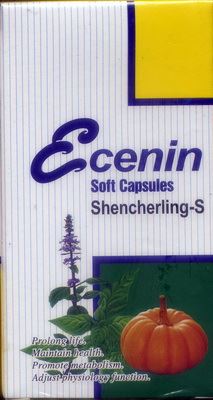 Ecenin
Soft Capsules
Shencherling-S
Prolong life.
Maintain health.
Promote metabolism.
Adjust physiology function.